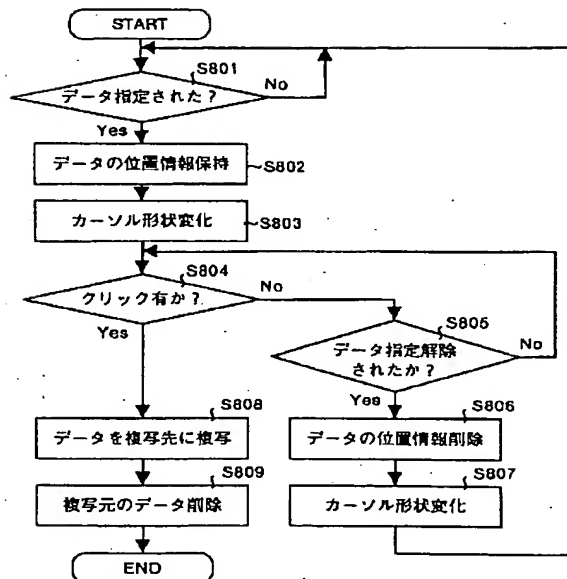 START
S801
データ指定された？
No
Yes
データの位置情報保持
S802
カーソル形状変化
S803
S804
クリック有か？
No
Yes
S805
データ指定解除
されたか？
No
Yes
S808
データを複写先に複写
S806
データの位置情報削除
S809
複写元のデータ削除
S807
カーソル形状変化
END